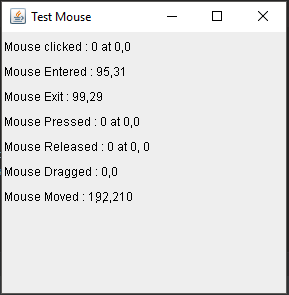 Test Mouse
Mouse clicked : 0 at 0,0
Mouse Entered : 95,31
Mouse Exit : 99,29
Mouse Pressed : 0 at 0,0
Mouse Released : 0 at 0, 0
Mouse Dragged : 0,0
Mouse Moved : 192,210